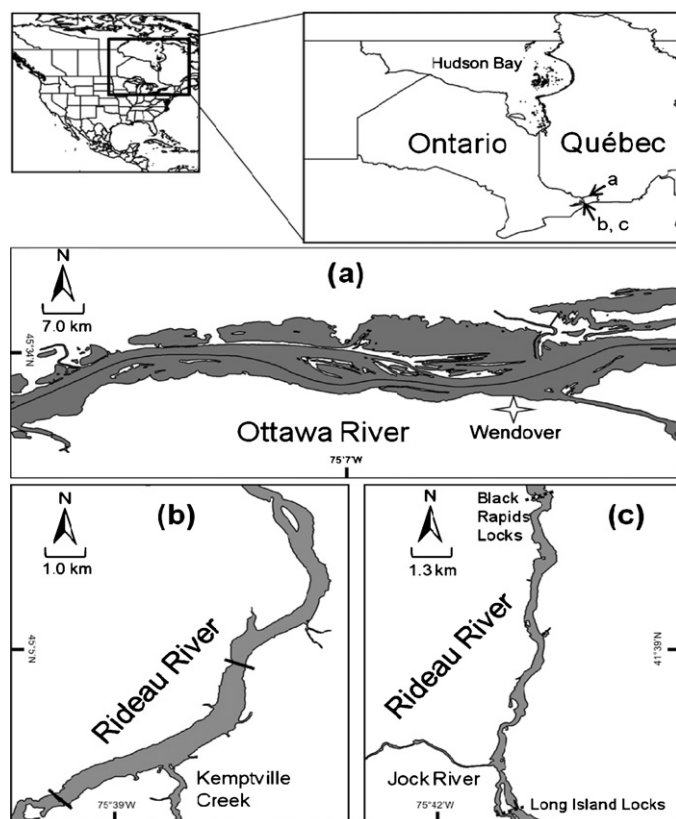 Hudson Bay
Ontario
Québec
a
b, c
(a)
N
7.0 km
45°34'N
Ottawa River
Wendover
75°7'W
(b)
N
1.0 km
45°5'N
Rideau River
Kemptville
Creek
75°39'W
(c)
N
1.3 km
Black
Rapids
Locks
41°39'N
Rideau River
Jock River
Long Island Locks
75°42'W